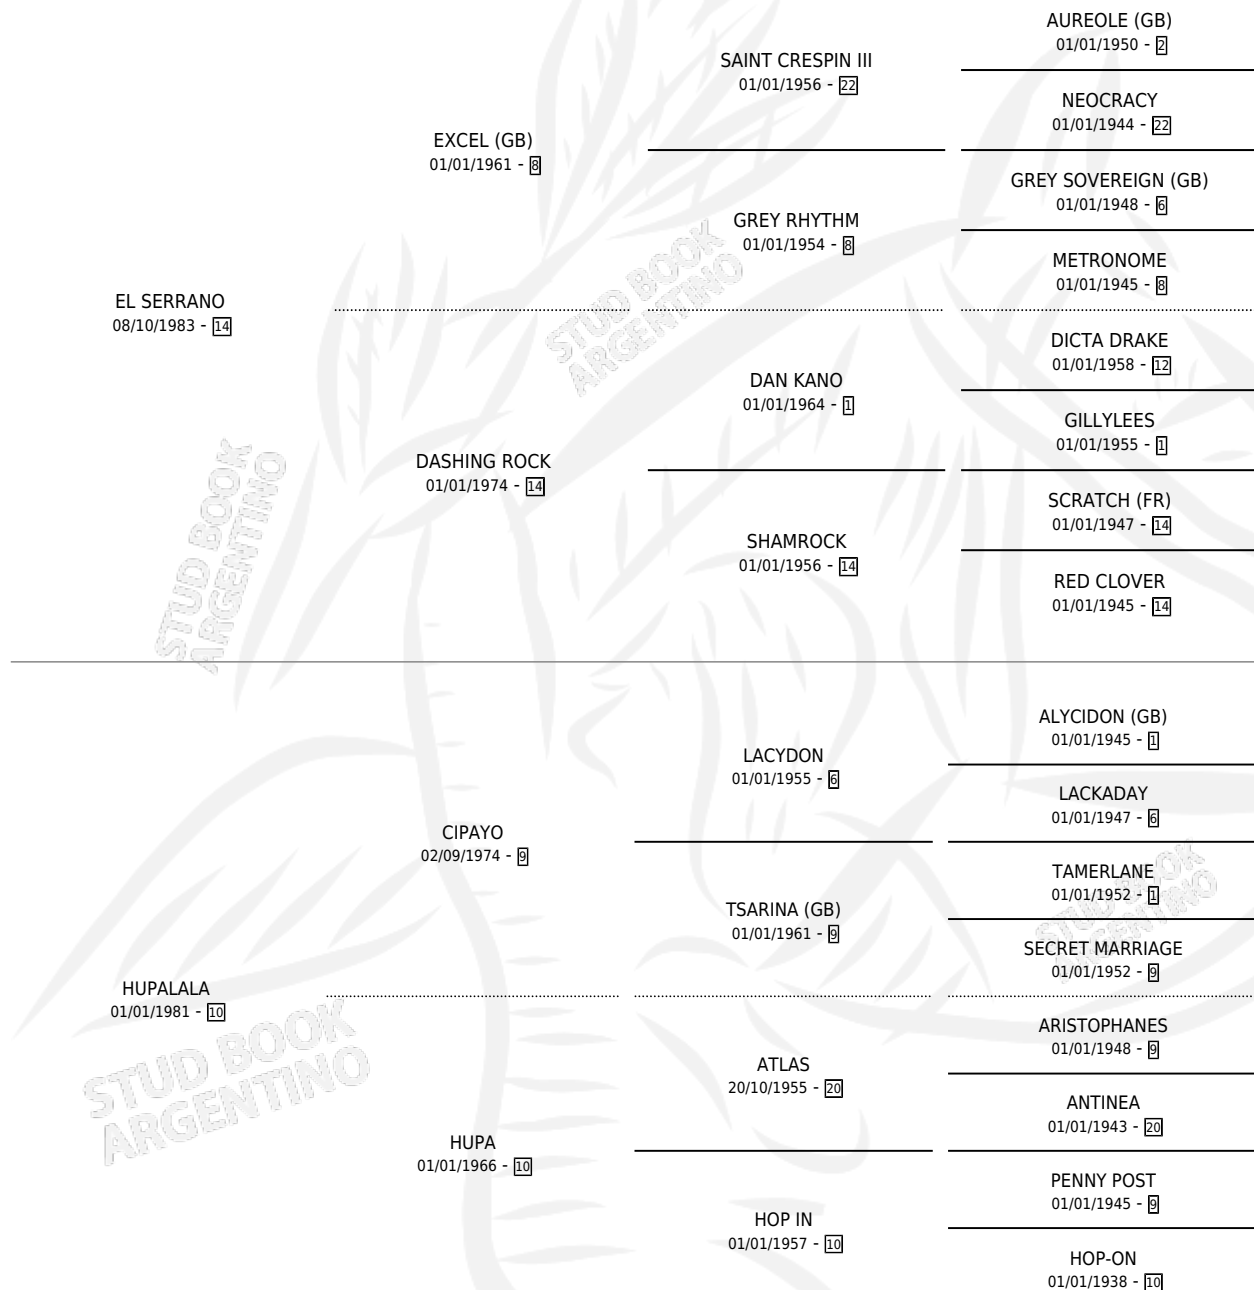 AUREOLE (GB)
01/01/1950 - 2
SAINT CRESPIN III
01/01/1956 - 22
NEOCRACY
01/01/1944 - 22
EXCEL (GB)
01/01/1961 - 8
GREY SOVEREIGN (GB)
01/01/1948 - 6
GREY RHYTHM
01/01/1954 - 8
METRONOME
01/01/1945 - 8
EL SERRANO
08/10/1983 - 14
DICTA DRAKE
01/01/1958 - 12
DAN KANO
01/01/1964 - 1
GILLYLEES
01/01/1955 - 1
DASHING ROCK
01/01/1974 - 14
SCRATCH (FR)
01/01/1947 - 14
SHAMROCK
01/01/1956 - 14
RED CLOVER
01/01/1945 - 14
ALYCIDON (GB)
01/01/1945 - 1
LACYDON
01/01/1955 - 6
LACKADAY
01/01/1947 - 6
CIPAYO
02/09/1974 - 9
TAMERLANE
01/01/1952 - 1
TSARINA (GB)
01/01/1961 - 9
SECRET MARRIAGE
01/01/1952 - 9
HUPALALA
01/01/1981 - 10
ARISTOPHANES
01/01/1948 - 9
ATLAS
20/10/1955 - 20
ANTINEA
01/01/1943 - 20
HUPA
01/01/1966 - 10
PENNY POST
01/01/1945 - 9
HOP IN
01/01/1957 - 10
HOP-ON
01/01/1938 - 10
STUD BOOK
ARGENTINO
STUD BOOK
ARGENTINO
STUD BOOK
ARGENTINO
STUD BOOK
ARGENTINO